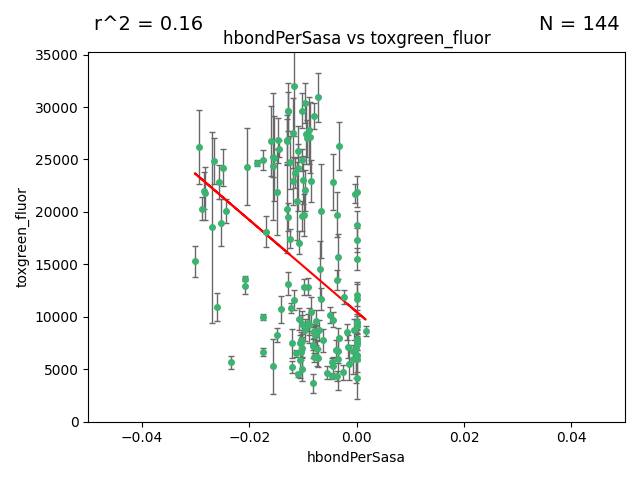 r^2 = 0.16
N = 144
hbondPerSasa vs toxgreen_fluor
35000
30000
25000
20000
15000
10000
5000
0
toxgreen_fluor
−0.04
−0.02
0.00
0.02
0.04
hbondPerSasa